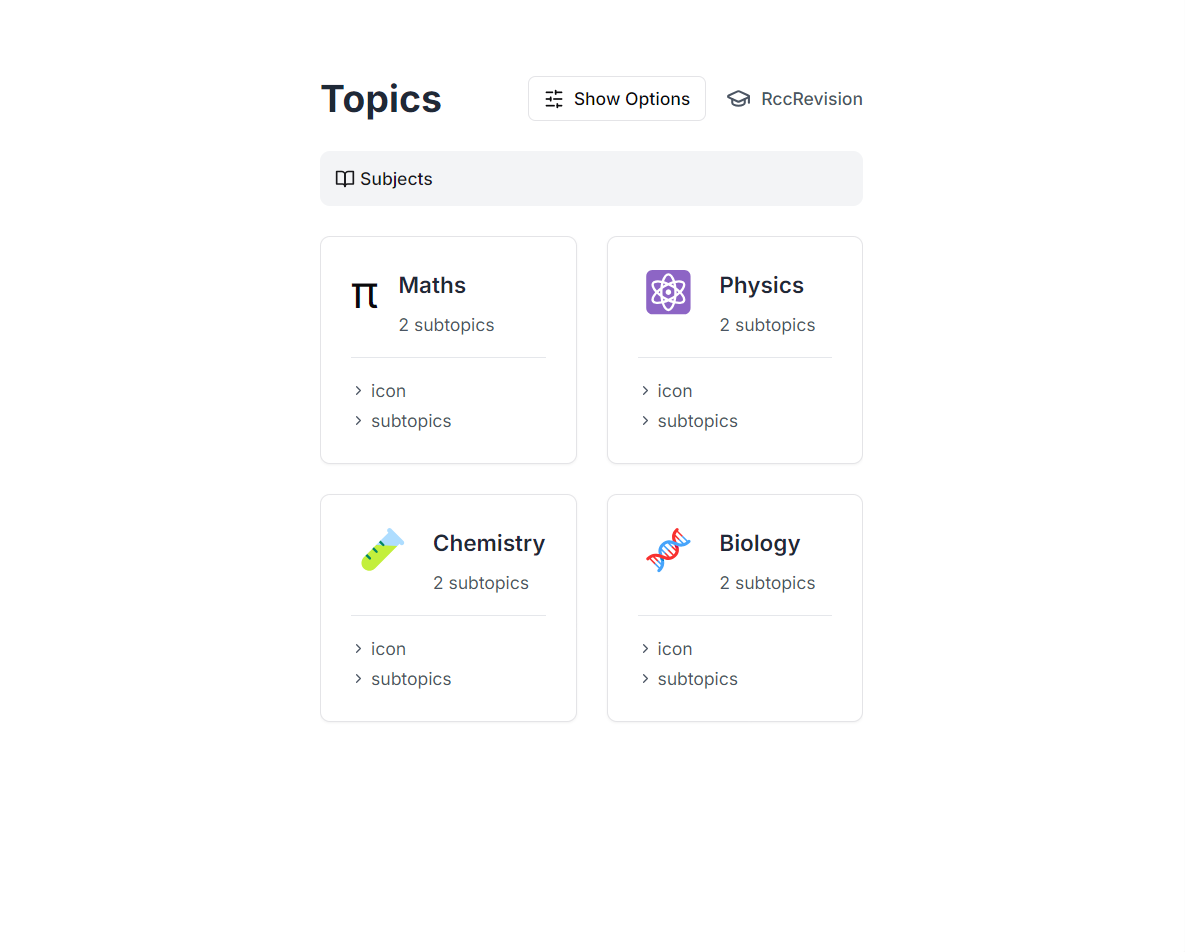 Topics
Show Options
RccRevision
Subjects
π
Maths
2 subtopics
icon
subtopics
Physics
2 subtopics
icon
subtopics
Chemistry
2 subtopics
icon
subtopics
Biology
2 subtopics
icon
subtopics